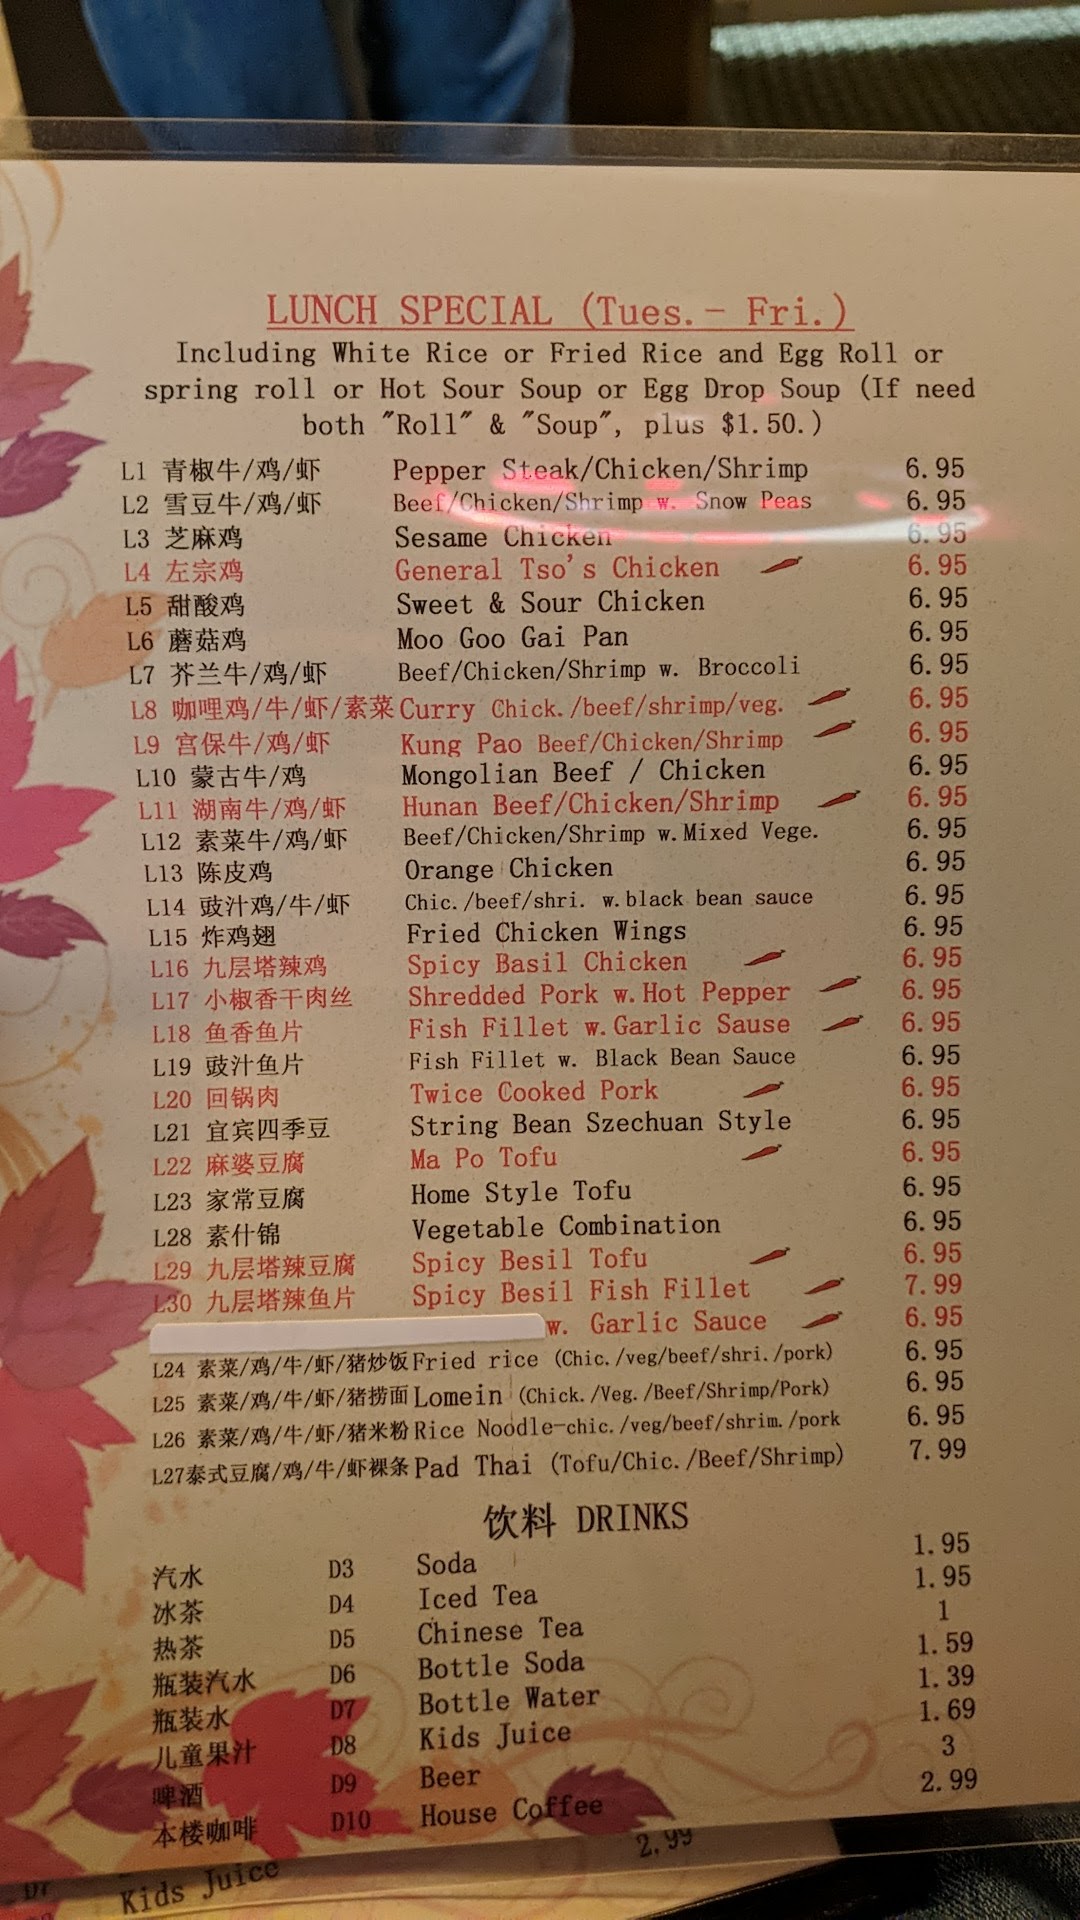 LUNCH SPECIAL (Tues.- Fri.)
Including White Rice or Fried Rice and Egg Roll or
spring roll or Hot Sour Soup or Egg Drop Soup (If need
both "Roll" & "Soup", plus $1.50.)
L1 青椒牛/鸡/虾 Pepper Steak/Chicken/Shrimp 6.95
L2 雪豆牛/鸡/虾 Beef/Chicken/Shrimp w. Snow Peas 6.95
L3 芝麻鸡 Sesame Chicken 6.95
L4 左宗鸡 General Tso's Chicken 6.95
L5 甜酸鸡 Sweet & Sour Chicken 6.95
L6 蘑菇鸡 Moo Goo Gai Pan 6.95
L7 芥兰牛/鸡/虾 Beef/Chicken/Shrimp w. Broccoli 6.95
L8 咖哩鸡/牛/虾/素菜 Curry Chick./beef/shrimp/veg. 6.95
L9 宫保牛/鸡/虾 Kung Pao Beef/Chicken/Shrimp 6.95
L10 蒙古牛/鸡 Mongolian Beef / Chicken 6.95
L11 湖南牛/鸡/虾 Hunan Beef/Chicken/Shrimp 6.95
L12 素菜牛/鸡/虾 Beef/Chicken/Shrimp w.Mixed Vege. 6.95
L13 陈皮鸡 Orange Chicken 6.95
L14 豉汁鸡/牛/虾 Chic./beef/shri. w.black bean sauce 6.95
L15 炸鸡翅 Fried Chicken Wings 6.95
L16 九层塔辣鸡 Spicy Basil Chicken 6.95
L17 小椒香干肉丝 Shredded Pork w.Hot Pepper 6.95
L18 鱼香鱼片 Fish Fillet w.Garlic Sause 6.95
L19 豉汁鱼片 Fish Fillet w. Black Bean Sauce 6.95
L20 回锅肉 Twice Cooked Pork 6.95
L21 宜宾四季豆 String Bean Szechuan Style 6.95
L22 麻婆豆腐 Ma Po Tofu 6.95
L23 家常豆腐 Home Style Tofu 6.95
L28 素什锦 Vegetable Combination 6.95
L29 九层塔辣豆腐 Spicy Besil Tofu 6.95
L30 九层塔辣鱼片 Spicy Besil Fish Fillet 7.99
w. Garlic Sauce 6.95
L24 素菜/鸡/牛/虾/猪炒饭 Fried rice (Chic./veg/beef/shri./pork) 6.95
L25 素菜/鸡/牛/虾/猪捞面 Lomein (Chick./Veg./Beef/Shrimp/Pork) 6.95
L26 素菜/鸡/牛/虾/猪米粉 Rice Noodle-chic./veg/beef/shrim./pork 6.95
L27泰式豆腐/鸡/牛/虾裸条 Pad Thai (Tofu/Chic./Beef/Shrimp) 7.99
饮料 DRINKS
汽水 D3 Soda 1.95
冰茶 D4 Iced Tea 1.95
热茶 D5 Chinese Tea 1
瓶装汽水 D6 Bottle Soda 1.59
瓶装水 D7 Bottle Water 1.39
儿童果汁 D8 Kids Juice 1.69
啤酒 D9 Beer 3
本楼咖啡 D10 House Coffee 2.99
D7 Kids Juice 2.99